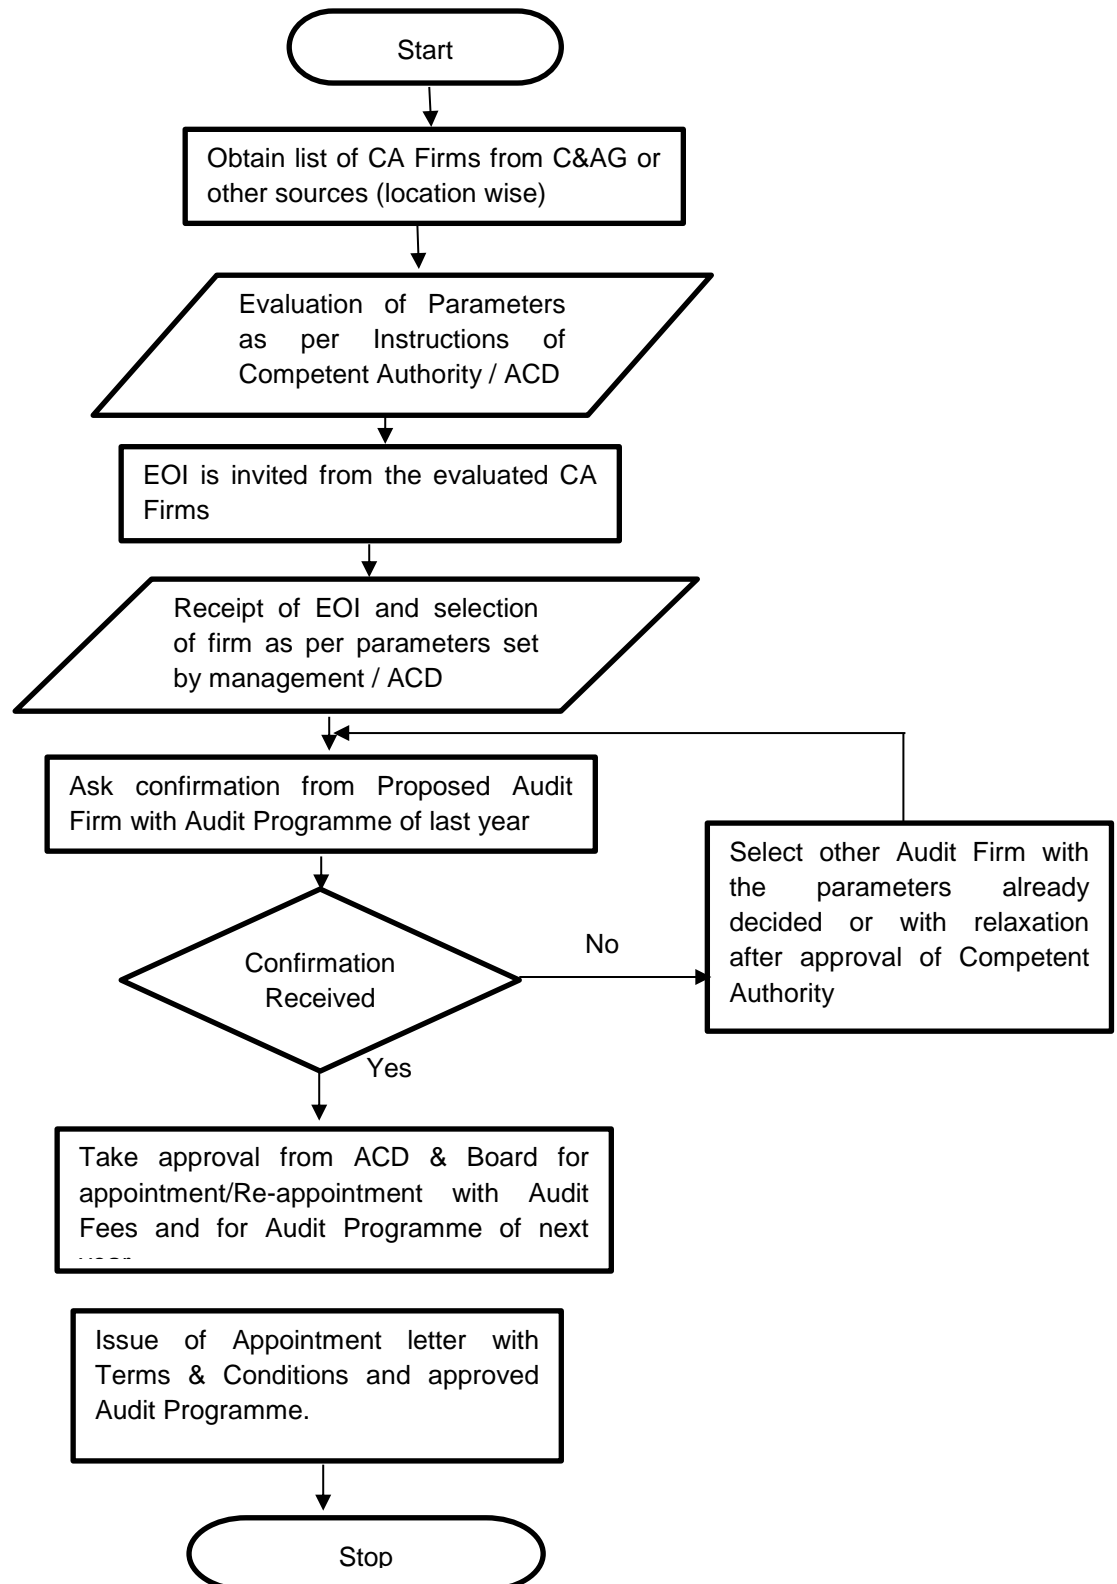 Start
Obtain list of CA Firms from C&AG or
other sources (location wise)
Evaluation of Parameters
as per Instructions of
Competent Authority / ACD
EOI is invited from the evaluated CA
Firms
Receipt of EOI and selection
of firm as per parameters set
by management / ACD
Ask confirmation from Proposed Audit
Firm with Audit Programme of last year
Select other Audit Firm with
the parameters already
decided or with relaxation
after approval of Competent
Authority
No
Confirmation
Received
Yes
Take approval from ACD & Board for
appointment/Re-appointment with Audit
Fees and for Audit Programme of next
Issue of Appointment letter with
Terms & Conditions and approved
Audit Programme.
Stop